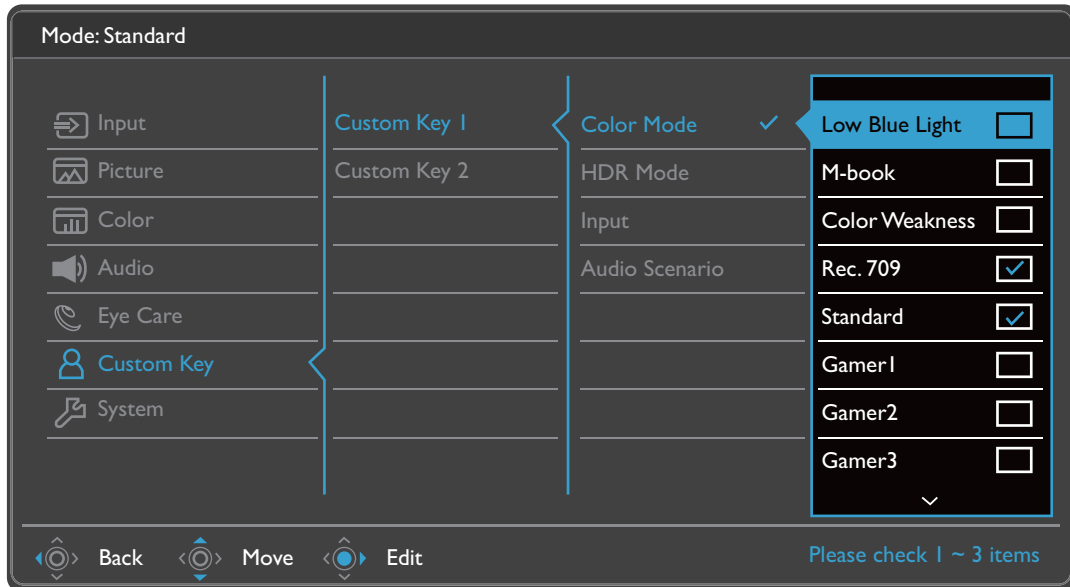 Mode: Standard
Input
Picture
Color
Audio
Eye Care
Custom Key
System
Custom Key 1
Custom Key 2
Color Mode
HDR Mode
Input
Audio Scenario
Low Blue Light
M-book
Color Weakness
Rec. 709
Standard
Gamer1
Gamer2
Gamer3
Back Move Edit
Please check 1 ~ 3 items